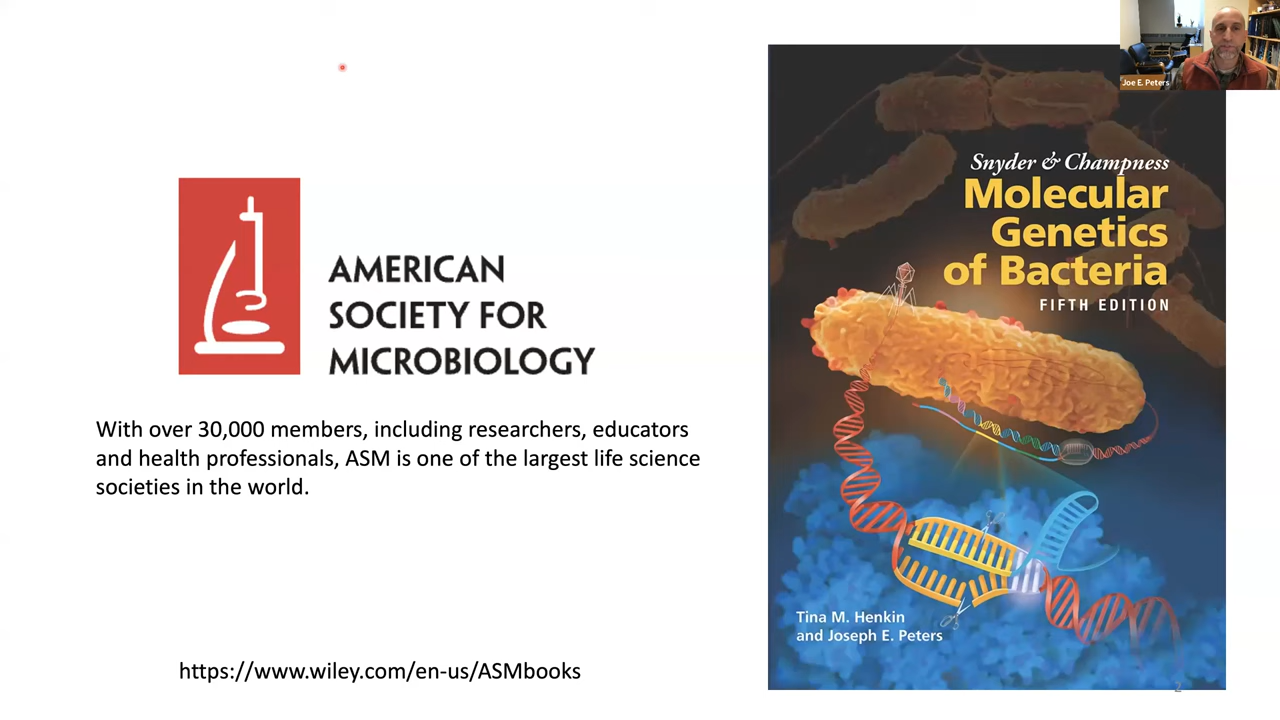 Joe E. Peters
Snyder & Champness
Molecular
Genetics
of Bacteria
FIFTH EDITION
AMERICAN
SOCIETY FOR
MICROBIOLOGY
With over 30,000 members, including researchers, educators
and health professionals, ASM is one of the largest life science
societies in the world.
Tina M. Henkin
and Joseph E. Peters
https://www.wiley.com/en-us/ASMbooks
2